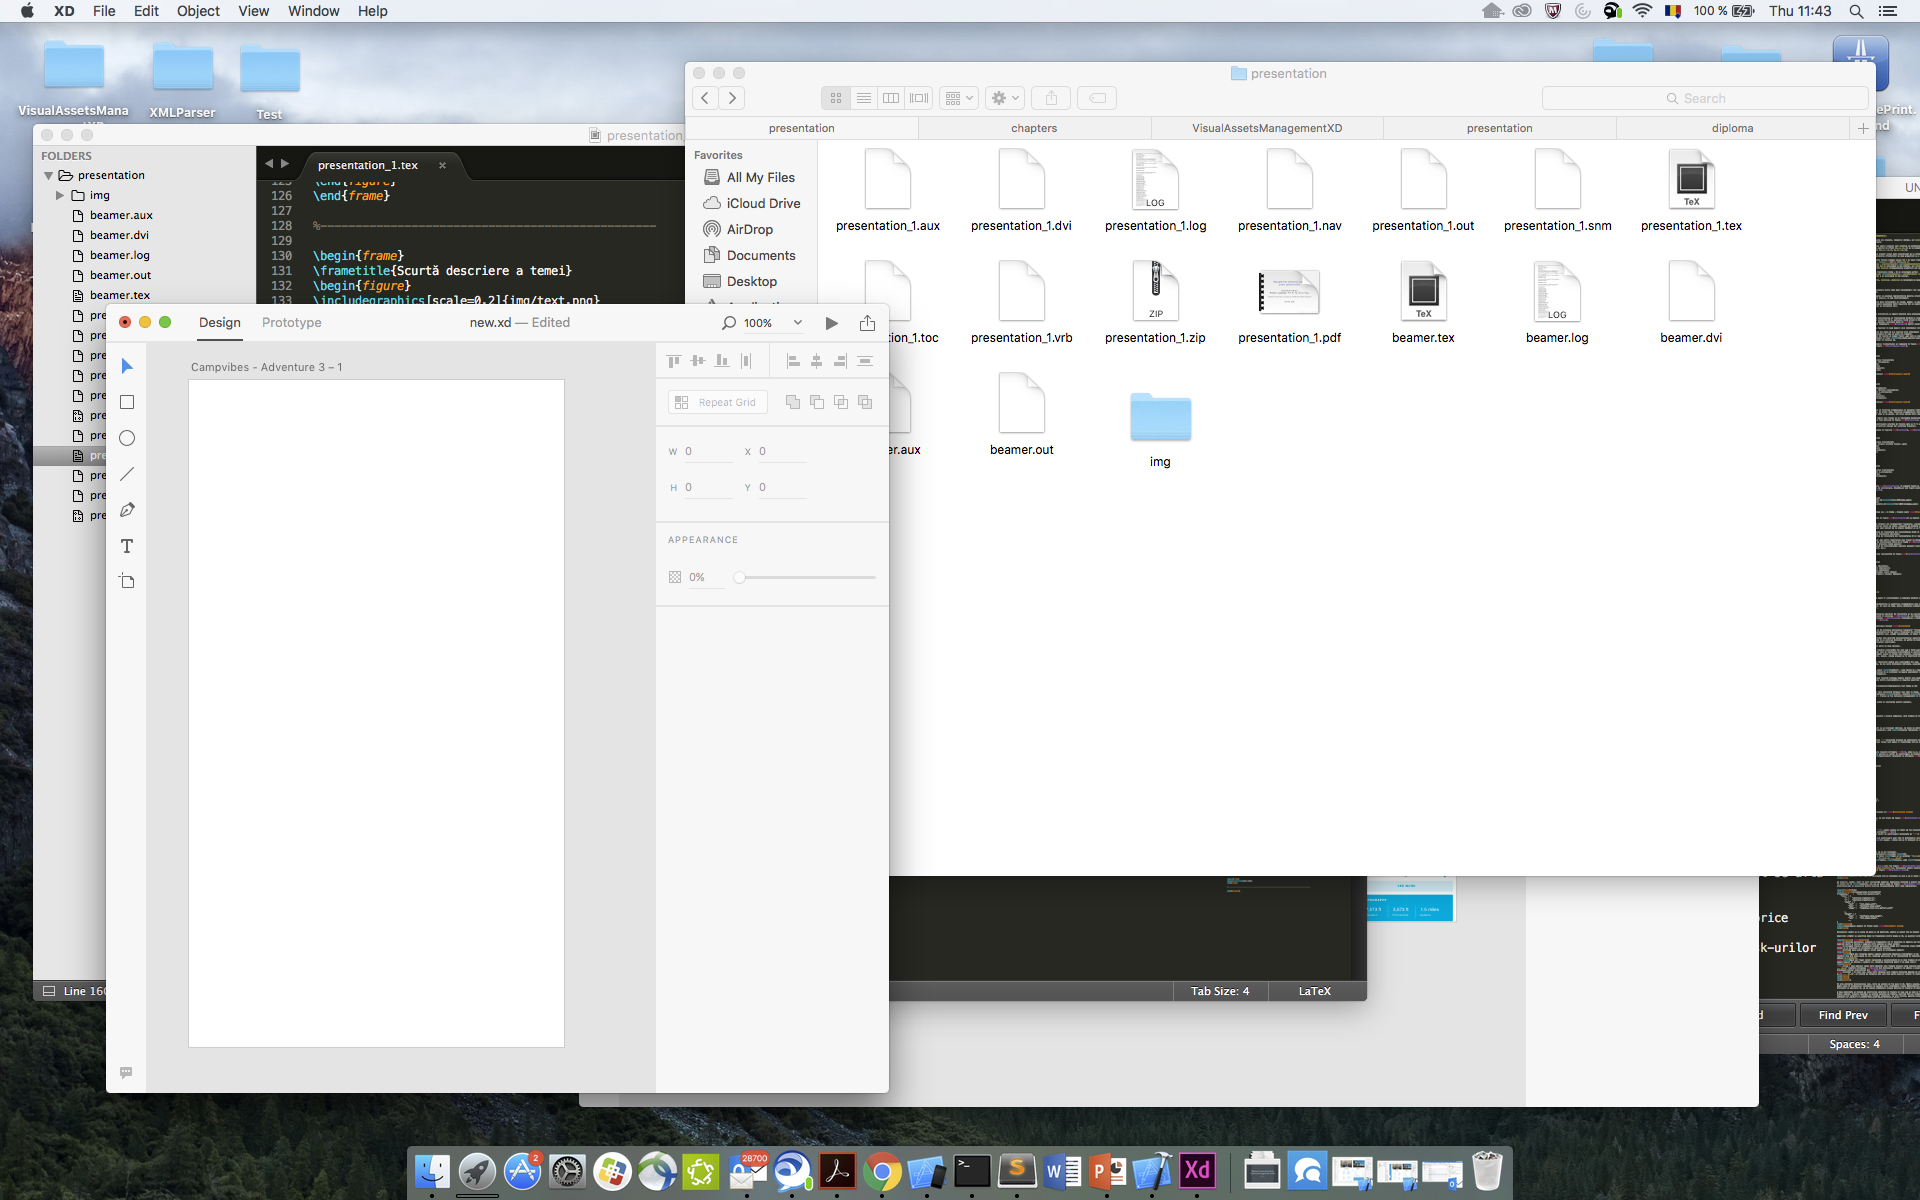 XD File Edit Object View Window Help
100 % Thu 11:43
VisualAssetsMana
XMLParser
Test
presentation
FOLDERS
presentation
img
beamer.aux
beamer.dvi
beamer.log
beamer.out
beamer.tex
pre
pre
pre
pre
pre
pre
pre
pre
pre
pre
pre
Line 160
presentation_1.tex
126 \end{frame}
127
128 %
129
130 \begin{frame}
131 \frametitle{Scurtă descriere a temei}
132 \begin{figure}
133 \includegraphics[scale=0.2]{img/text.png}
Tab Size: 4
LaTeX
presentation
Search
presentation
chapters
VisualAssetsManagementXD
presentation
diploma
Favorites
All My Files
iCloud Drive
AirDrop
Documents
Desktop
presentation_1.aux
presentation_1.dvi
LOG
presentation_1.log
presentation_1.nav
presentation_1.out
presentation_1.snm
TeX
presentation_1.tex
on_1.toc
presentation_1.vrb
ZIP
presentation_1.zip
presentation_1.pdf
TeX
beamer.tex
LOG
beamer.log
beamer.dvi
er.aux
beamer.out
img
Design
Prototype
new.xd — Edited
100%
Campvibes - Adventure 3 – 1
Repeat Grid
W 0
X 0
H 0
Y 0
APPEARANCE
0%
ePrint.
nd
UN
rice
k-urilor
Find Prev
F
Spaces: 4
2
28700
Xd